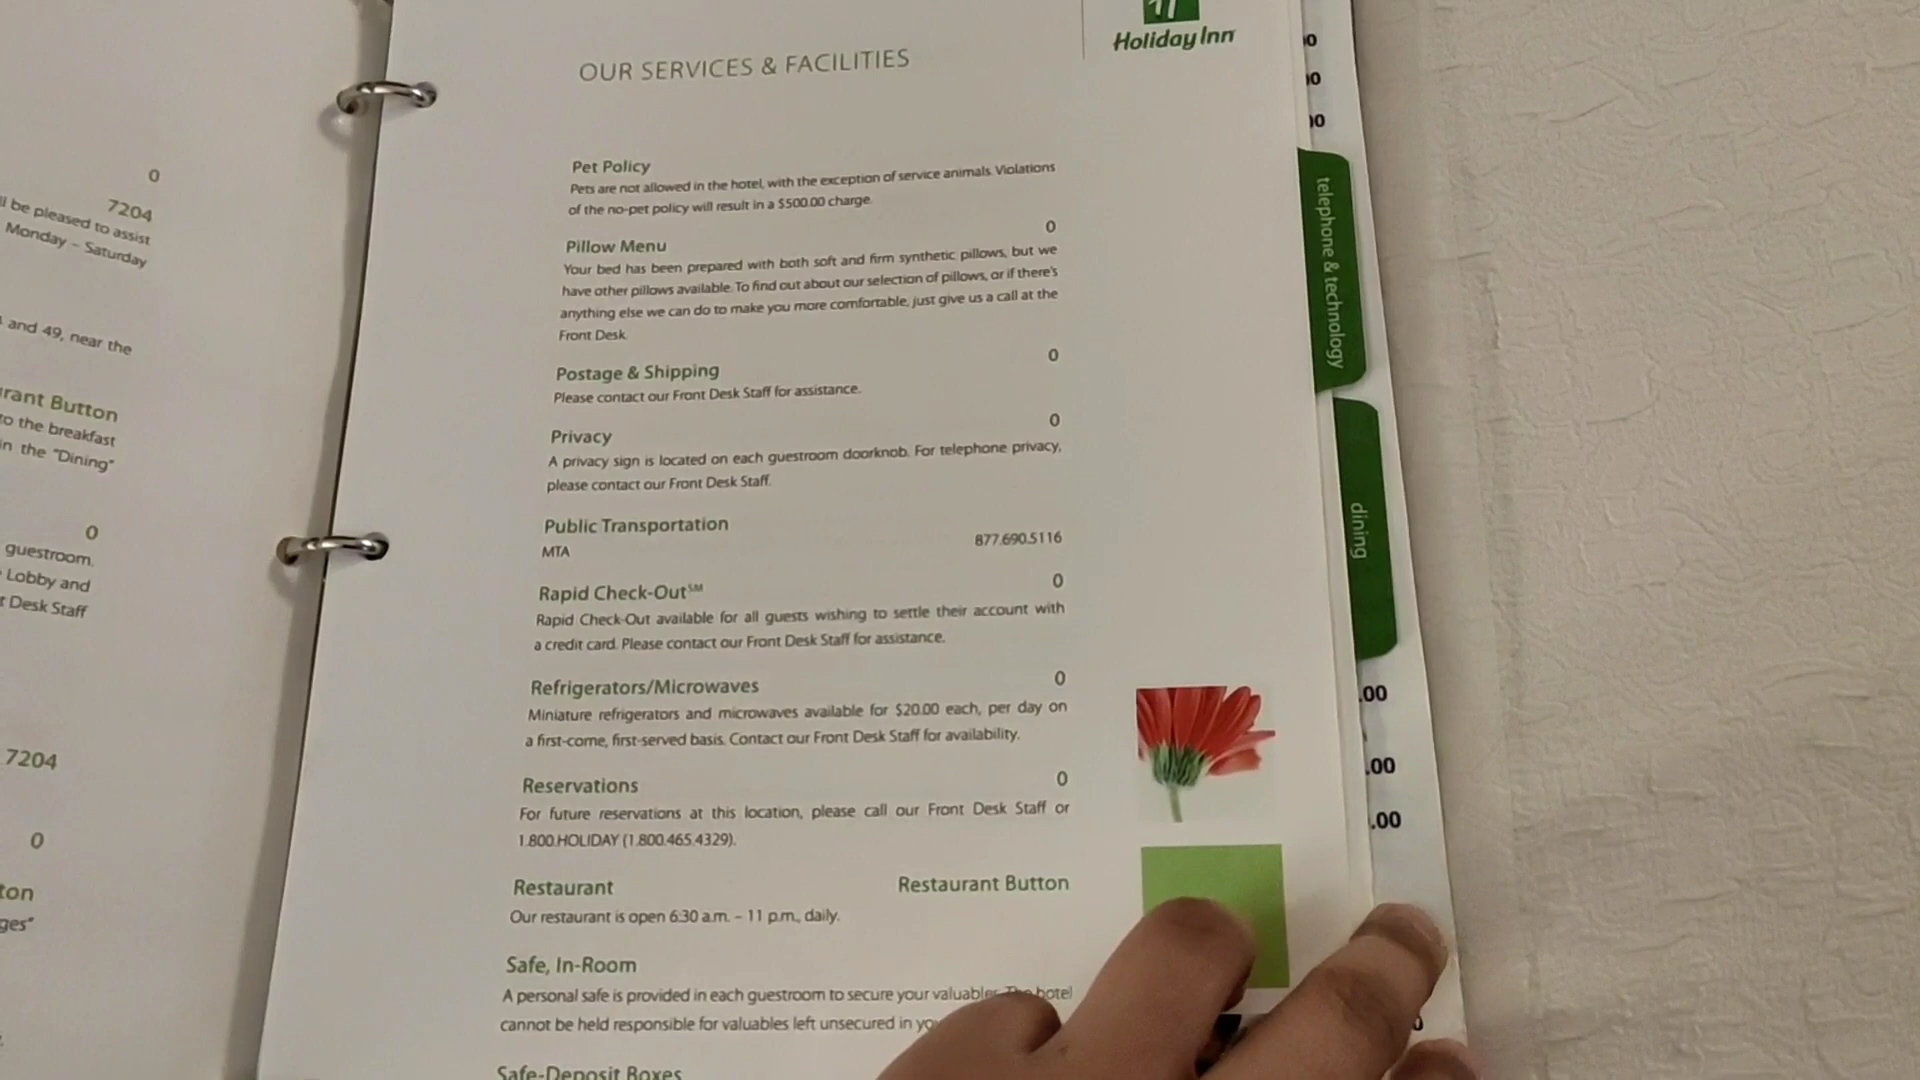 0
7204
ll be pleased to assist
Monday – Saturday
and 49, near the
rant Button
to the breakfast
in the "Dining"
0
guestroom.
Lobby and
t Desk Staff
7204
0
ton
ges"
Holiday Inn
OUR SERVICES & FACILITIES
Pet Policy
Pets are not allowed in the hotel, with the exception of service animals. Violations
of the no-pet policy will result in a $500.00 charge.
Pillow Menu 0
Your bed has been prepared with both soft and firm synthetic pillows, but we
have other pillows available. To find out about our selection of pillows, or if there's
anything else we can do to make you more comfortable, just give us a call at the
Front Desk.
Postage & Shipping 0
Please contact our Front Desk Staff for assistance.
Privacy 0
A privacy sign is located on each guestroom doorknob. For telephone privacy,
please contact our Front Desk Staff.
Public Transportation
MTA 877.690.5116
Rapid Check-Out℠ 0
Rapid Check-Out available for all guests wishing to settle their account with
a credit card. Please contact our Front Desk Staff for assistance.
Refrigerators/Microwaves 0
Miniature refrigerators and microwaves available for $20.00 each, per day on
a first-come, first-served basis. Contact our Front Desk Staff for availability.
Reservations 0
For future reservations at this location, please call our Front Desk Staff or
1.800.HOLIDAY (1.800.465.4329).
Restaurant Restaurant Button
Our restaurant is open 6:30 a.m. – 11 p.m., daily.
Safe, In-Room
A personal safe is provided in each guestroom to secure your valuables. The hotel
cannot be held responsible for valuables left unsecured in
Safe-Deposit Boxes
telephone & technology
dining
.00
.00
.00